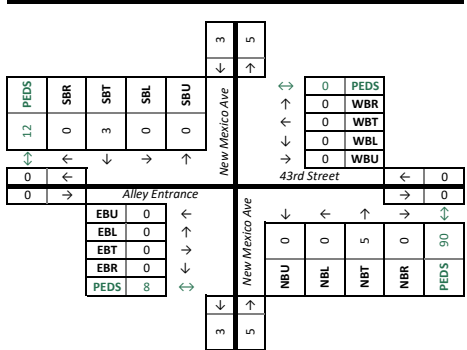 3 5
↓ ↑
PEDS SBR SBT SBL SBU
12 0 3 0 0
↕ ← ↓ → ↑
New Mexico Ave
↔ 0 PEDS
↑ 0 WBR
← 0 WBT
↓ 0 WBL
→ 0 WBU
0 ← 43rd Street ← 0
0 → Alley Entrance → 0
EBU 0 ←
EBL 0 ↑
EBT 0 →
EBR 0 ↓
PEDS 8 ↔
New Mexico Ave
↓ ← ↑ → ↕
0 0 5 0 90
NBU NBL NBT NBR PEDS
↓ ↑
3 5